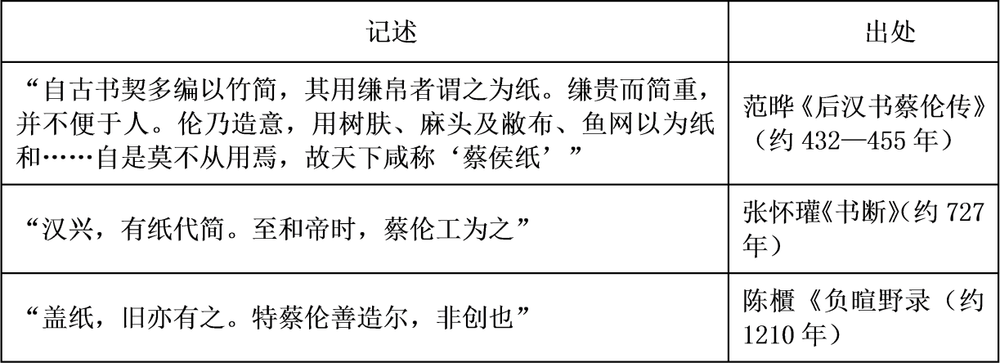 记述
出处
“自古书契多编以竹简，其用缣帛者谓之为纸。缣贵而简重，
并不便于人。伦乃造意，用树肤、麻头及敝布、鱼网以为纸
和……自是莫不从用焉，故天下咸称‘蔡侯纸’”
范晔《后汉书蔡伦传》
（约 432—455 年）
“汉兴，有纸代简。至和帝时，蔡伦工为之”
张怀瓘《书断》（约 727
年）
“盖纸，旧亦有之。特蔡伦善造尔，非创也”
陈槱《负暄野录（约
1210 年）